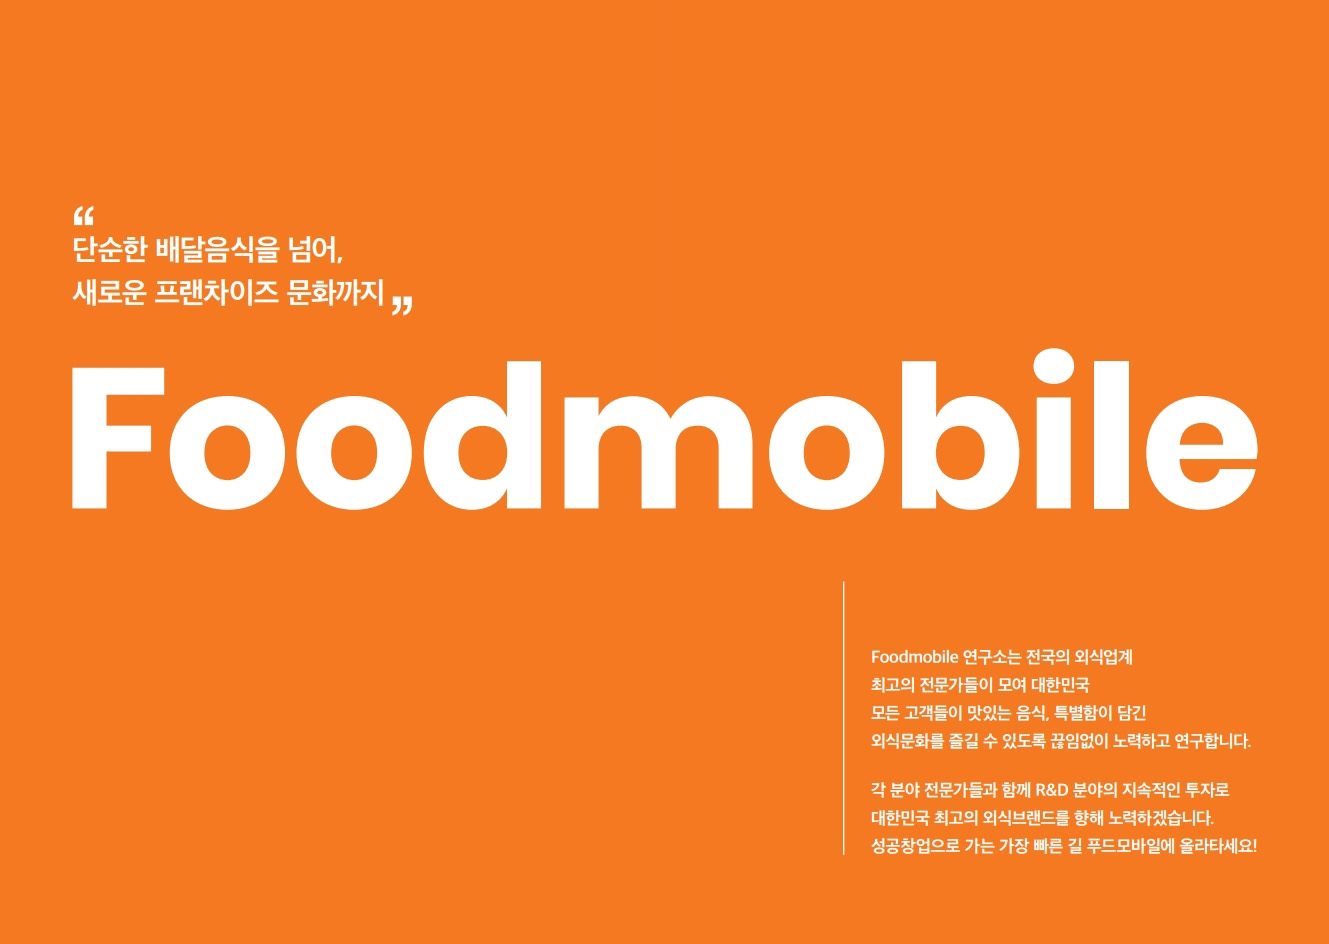 “
단순한 배달음식을 넘어,
새로운 프랜차이즈 문화까지 ”
Foodmobile
Foodmobile 연구소는 전국의 외식업계
최고의 전문가들이 모여 대한민국
모든 고객들이 맛있는 음식, 특별함이 담긴
외식문화를 즐길 수 있도록 끊임없이 노력하고 연구합니다.
각 분야 전문가들과 함께 R&D 분야의 지속적인 투자로
대한민국 최고의 외식브랜드를 향해 노력하겠습니다.
성공창업으로 가는 가장 빠른 길 푸드모바일에 올라타세요!